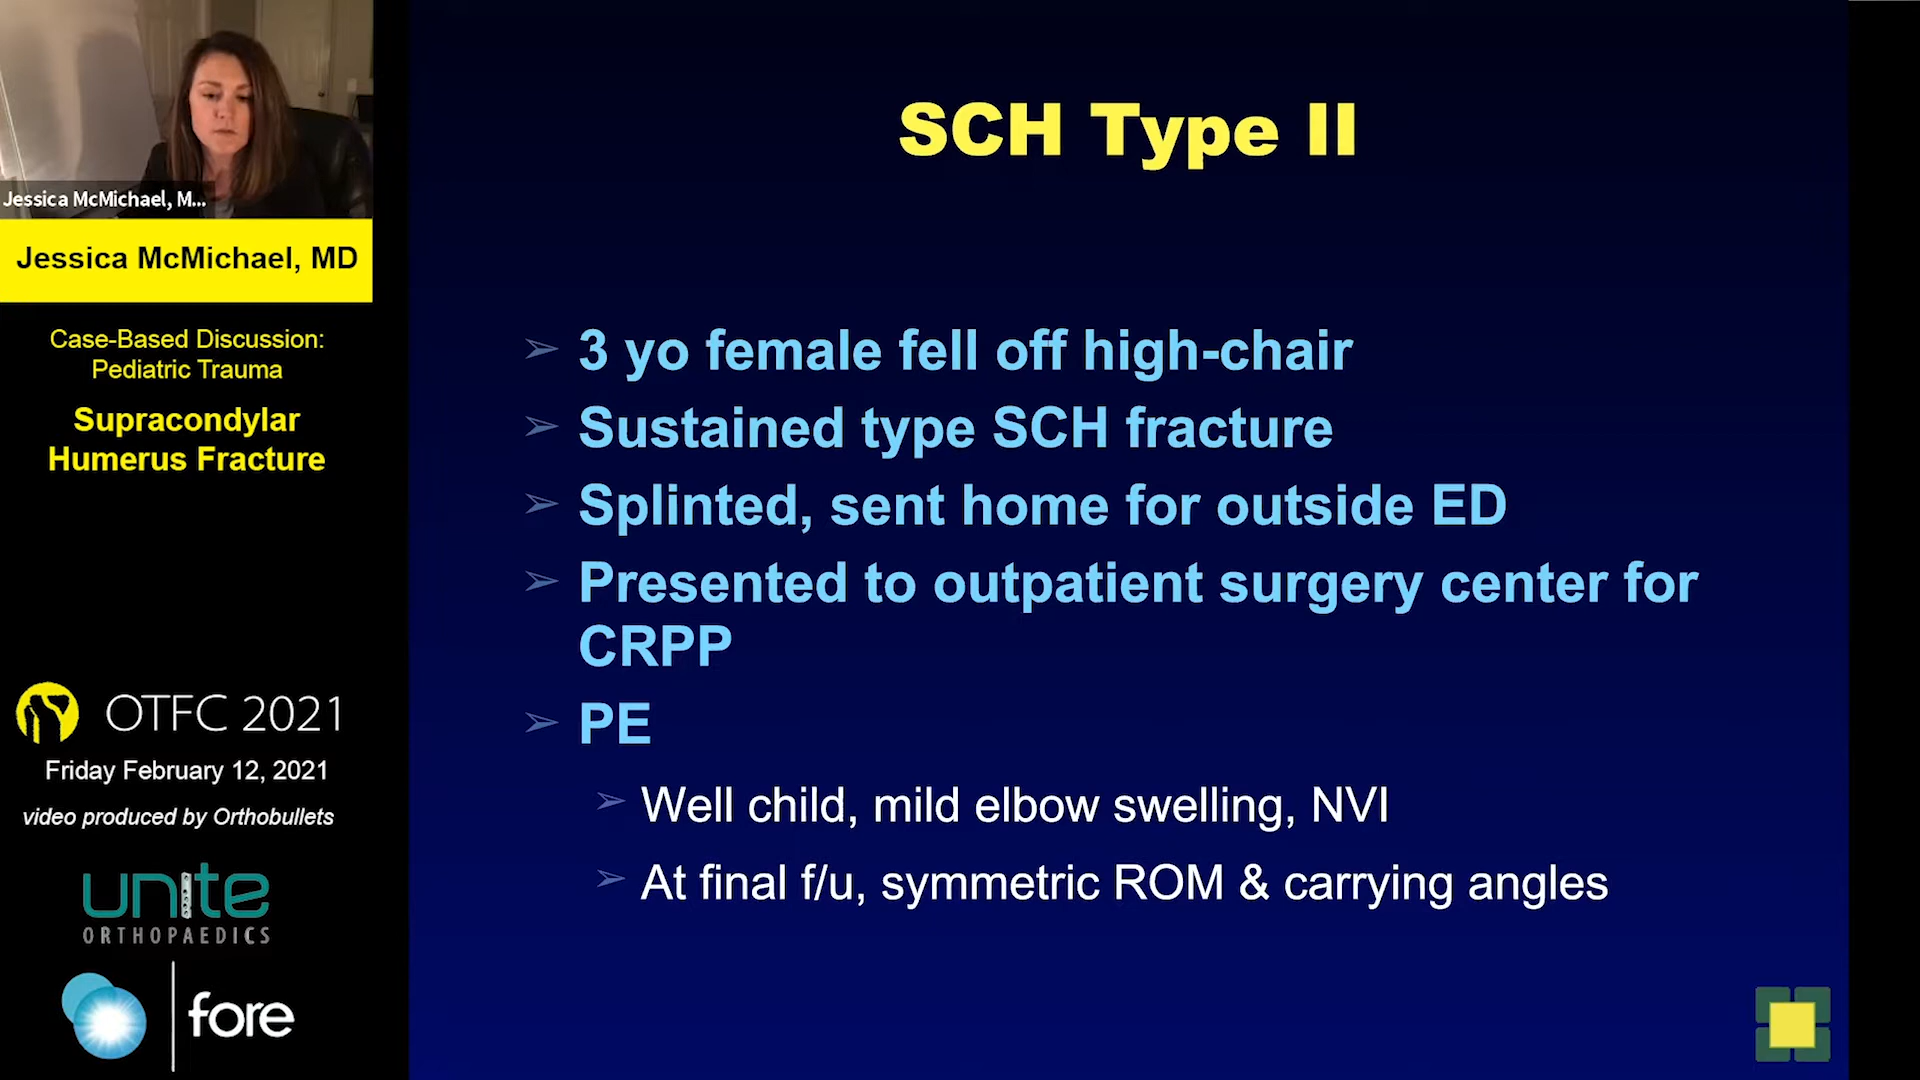 Jessica McMichael, M...
Jessica McMichael, MD
Case-Based Discussion:
Pediatric Trauma
Supracondylar
Humerus Fracture
OTFC 2021
Friday February 12, 2021
video produced by Orthobullets
unite
ORTHOPAEDICS
fore
SCH Type II
➢ 3 yo female fell off high-chair
➢ Sustained type SCH fracture
➢ Splinted, sent home for outside ED
➢ Presented to outpatient surgery center for
CRPP
➢ PE
➢ Well child, mild elbow swelling, NVI
➢ At final f/u, symmetric ROM & carrying angles